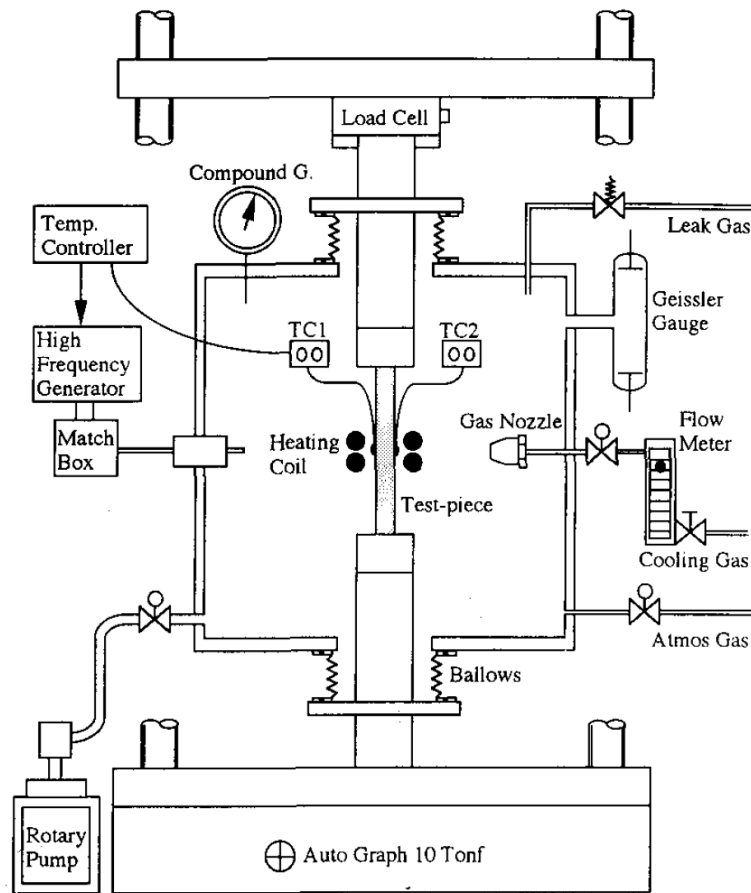 Load Cell
Compound G.
Temp.
Controller
Leak Gas
Geissler
Gauge
TC1
TC2
High
Frequency
Generator
Gas Nozzle
Flow
Meter
Match
Box
Heating
Coil
Test-piece
Cooling Gas
Atmos Gas
Ballows
Rotary
Pump
Auto Graph 10 Tonf